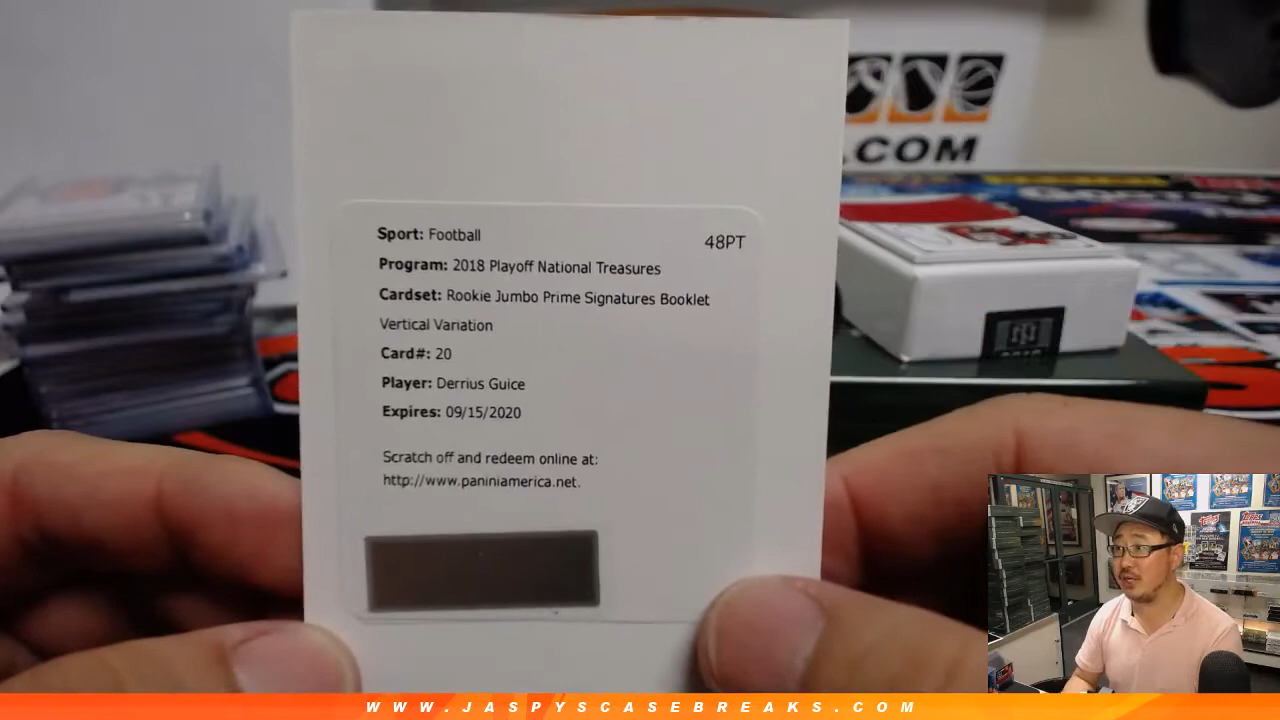 .COM
Sport: Football
48PT
Program: 2018 Playoff National Treasures
Cardset: Rookie Jumbo Prime Signatures Booklet
Vertical Variation
Card#: 20
Player: Derrius Guice
Expires: 09/15/2020
Scratch off and redeem online at:
http://www.paniniamerica.net.
WWW.JASPYSCASEBREAKS.COM